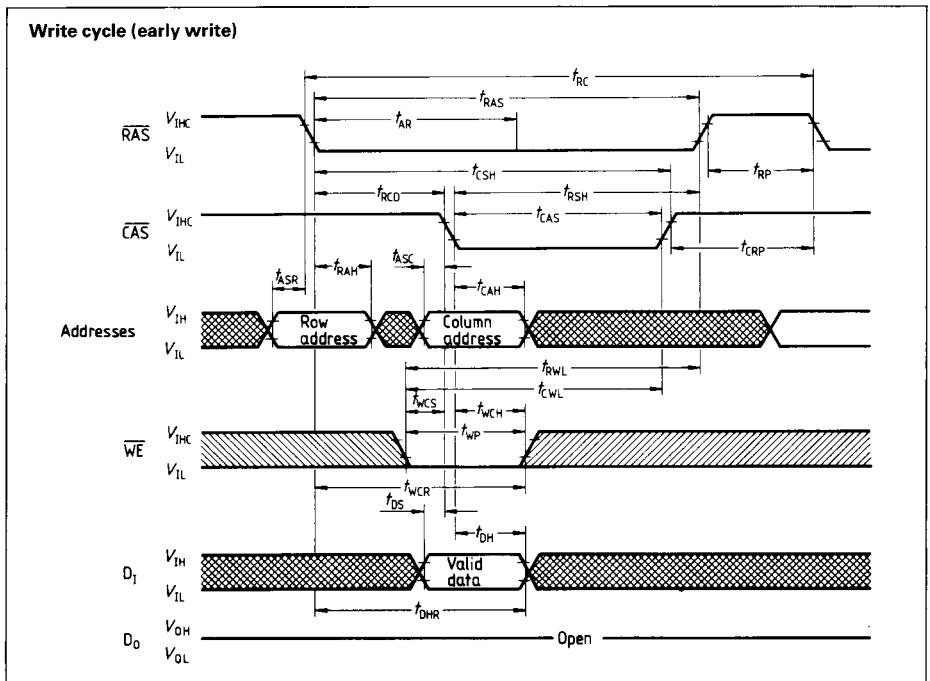 Write cycle (early write)
tRC
tRAS
tAR
RAS VIHC
VIL
tCSH
tRP
tRCD
tRSH
CAS VIHC
VIL
tCAS
tCRP
tASR
tRAH
tASC
tCAH
Addresses VIH
VIL
Row address
Column address
tRWL
tCWL
tWCS
tWCH
tWP
WE VIHC
VIL
tWCR
tDS
tDH
DI VIH
VIL
Valid data
tDHR
DO VOH
VOL
Open